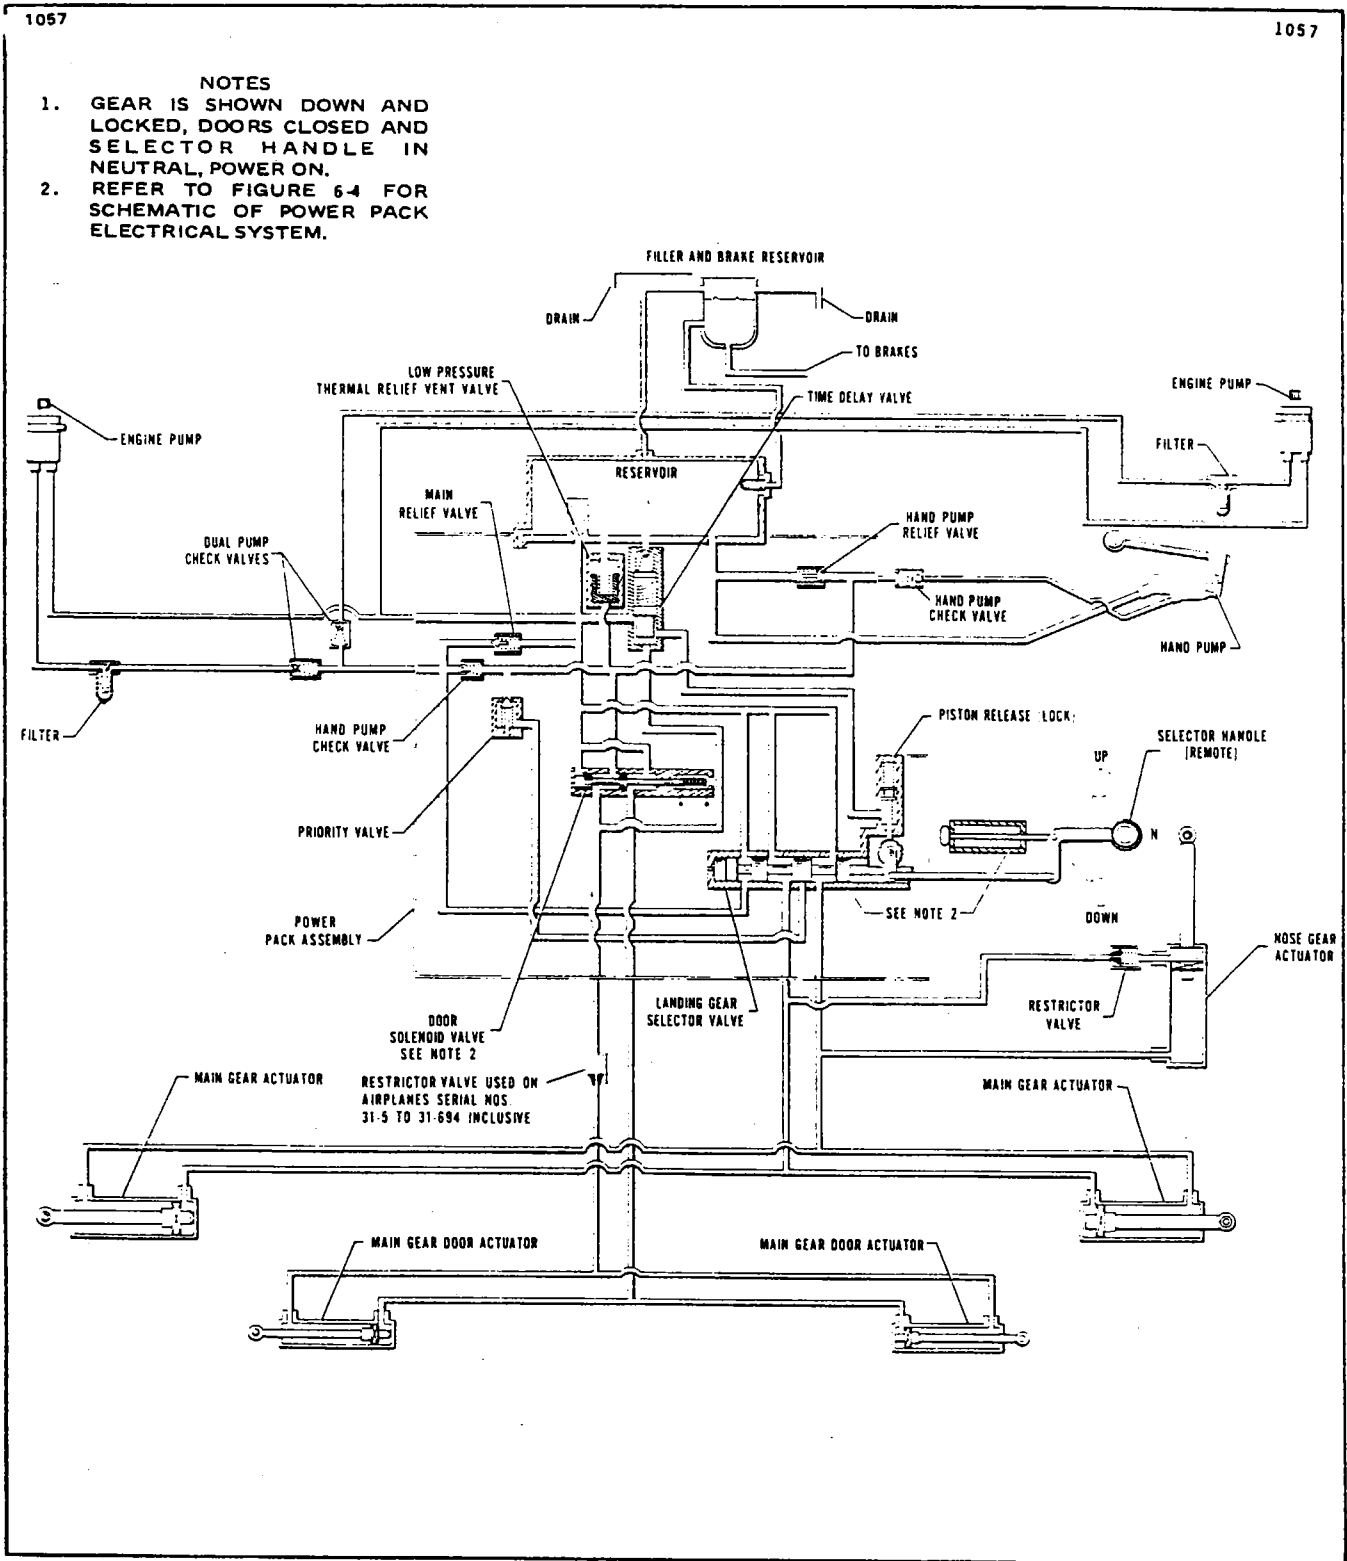 1057
1057
NOTES
1. GEAR IS SHOWN DOWN AND
LOCKED, DOORS CLOSED AND
SELECTOR HANDLE IN
NEUTRAL, POWER ON.
2. REFER TO FIGURE 6-4 FOR
SCHEMATIC OF POWER PACK
ELECTRICAL SYSTEM.
FILLER AND BRAKE RESERVOIR
DRAIN
DRAIN
TO BRAKES
LOW PRESSURE
THERMAL RELIEF VENT VALVE
TIME DELAY VALVE
ENGINE PUMP
ENGINE PUMP
FILTER
RESERVOIR
MAIN
RELIEF VALVE
HAND PUMP
RELIEF VALVE
DUAL PUMP
CHECK VALVES
HAND PUMP
CHECK VALVE
HAND PUMP
FILTER
HAND PUMP
CHECK VALVE
PISTON RELEASE (LOCK)
SELECTOR HANDLE
(REMOTE)
UP
N
DOWN
PRIORITY VALVE
SEE NOTE 2
POWER
PACK ASSEMBLY
NOSE GEAR
ACTUATOR
LANDING GEAR
SELECTOR VALVE
RESTRICTOR
VALVE
DOOR
SOLENOID VALVE
SEE NOTE 2
RESTRICTOR VALVE USED ON
AIRPLANES SERIAL NOS.
31-5 TO 31-694 INCLUSIVE
MAIN GEAR ACTUATOR
MAIN GEAR ACTUATOR
MAIN GEAR DOOR ACTUATOR
MAIN GEAR DOOR ACTUATOR